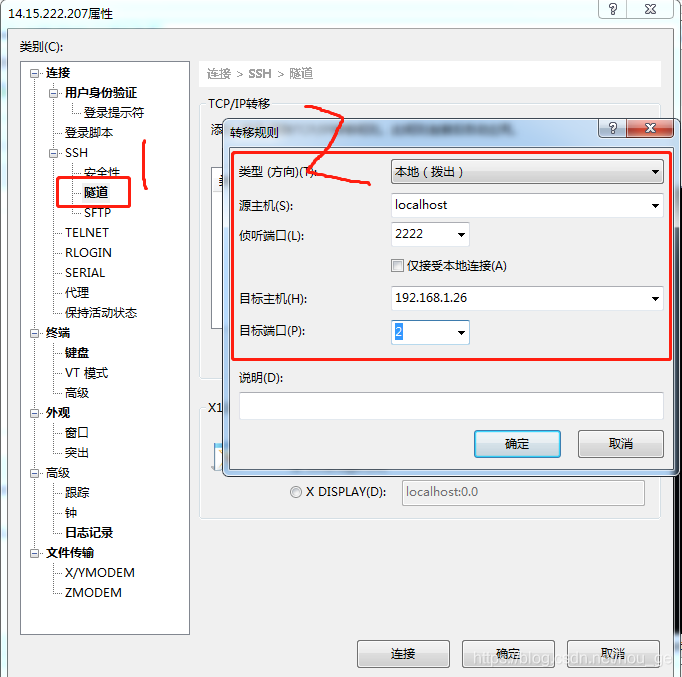 14.15.222.207属性
类别(C):
连接
用户身份验证
登录提示符
登录脚本
SSH
安全性
隧道
SFTP
TELNET
RLOGIN
SERIAL
代理
保持活动状态
终端
键盘
VT 模式
高级
外观
窗口
突出
高级
跟踪
钟
日志记录
文件传输
X/YMODEM
ZMODEM
连接 > SSH > 隧道
TCP/IP转移
转移规则
类型 (方向)(T):
本地（拨出）
源主机(S):
localhost
侦听端口(L):
2222
仅接受本地连接(A)
目标主机(H):
192.168.1.26
目标端口(P):
2
说明(D):
确定
取消
X1
X DISPLAY(D):
localhost:0.0
连接
确定
取消